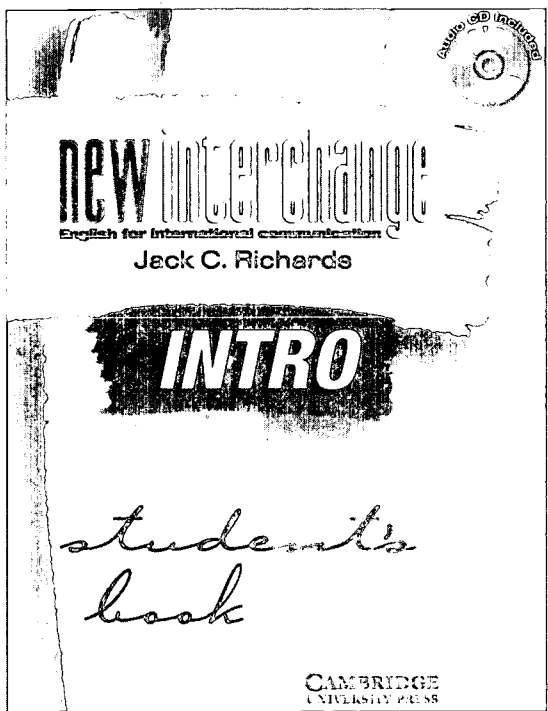 Audio CD Included
new interchange
English for international communication
Jack C. Richards
INTRO
student's
book
CAMBRIDGE
UNIVERSITY PRESS